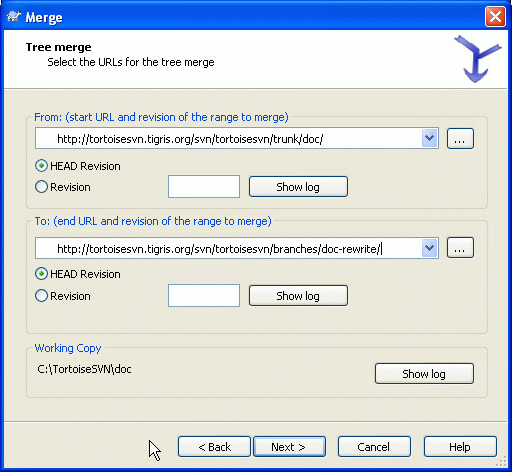 Merge
Tree merge
Select the URLs for the tree merge
From: (start URL and revision of the range to merge)
http://tortoisesvn.tigris.org/svn/tortoisesvn/trunk/doc/
...
HEAD Revision
Revision
Show log
To: (end URL and revision of the range to merge)
http://tortoisesvn.tigris.org/svn/tortoisesvn/branches/doc-rewrite/
...
HEAD Revision
Revision
Show log
Working Copy
C:\TortoiseSVN\doc
Show log
< Back
Next >
Cancel
Help